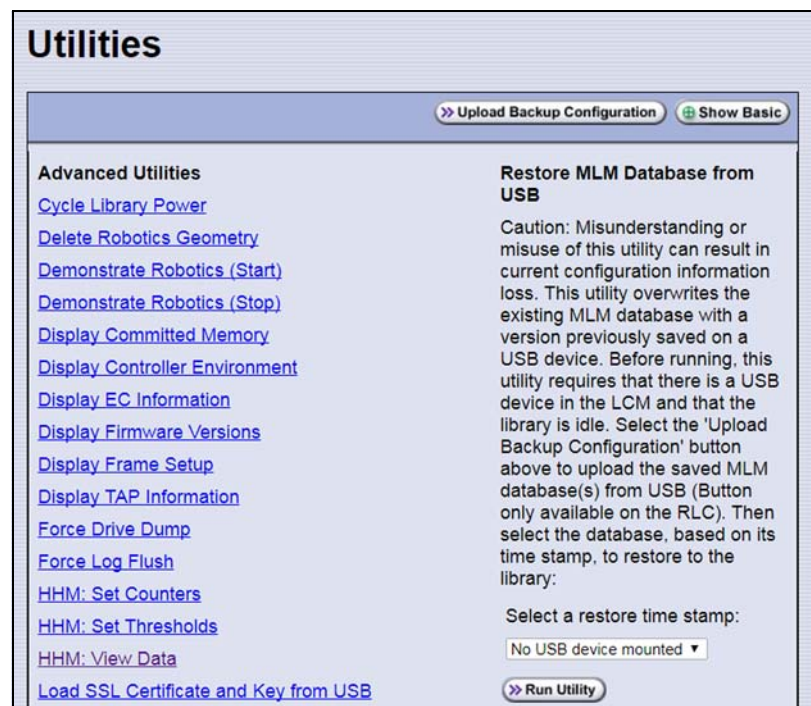 Utilities
Upload Backup Configuration
Show Basic
Advanced Utilities
Cycle Library Power
Delete Robotics Geometry
Demonstrate Robotics (Start)
Demonstrate Robotics (Stop)
Display Committed Memory
Display Controller Environment
Display EC Information
Display Firmware Versions
Display Frame Setup
Display TAP Information
Force Drive Dump
Force Log Flush
HHM: Set Counters
HHM: Set Thresholds
HHM: View Data
Load SSL Certificate and Key from USB
Restore MLM Database from
USB
Caution: Misunderstanding or
misuse of this utility can result in
current configuration information
loss. This utility overwrites the
existing MLM database with a
version previously saved on a
USB device. Before running, this
utility requires that there is a USB
device in the LCM and that the
library is idle. Select the 'Upload
Backup Configuration' button
above to upload the saved MLM
database(s) from USB (Button
only available on the RLC). Then
select the database, based on its
time stamp, to restore to the
library:
Select a restore time stamp:
No USB device mounted
Run Utility